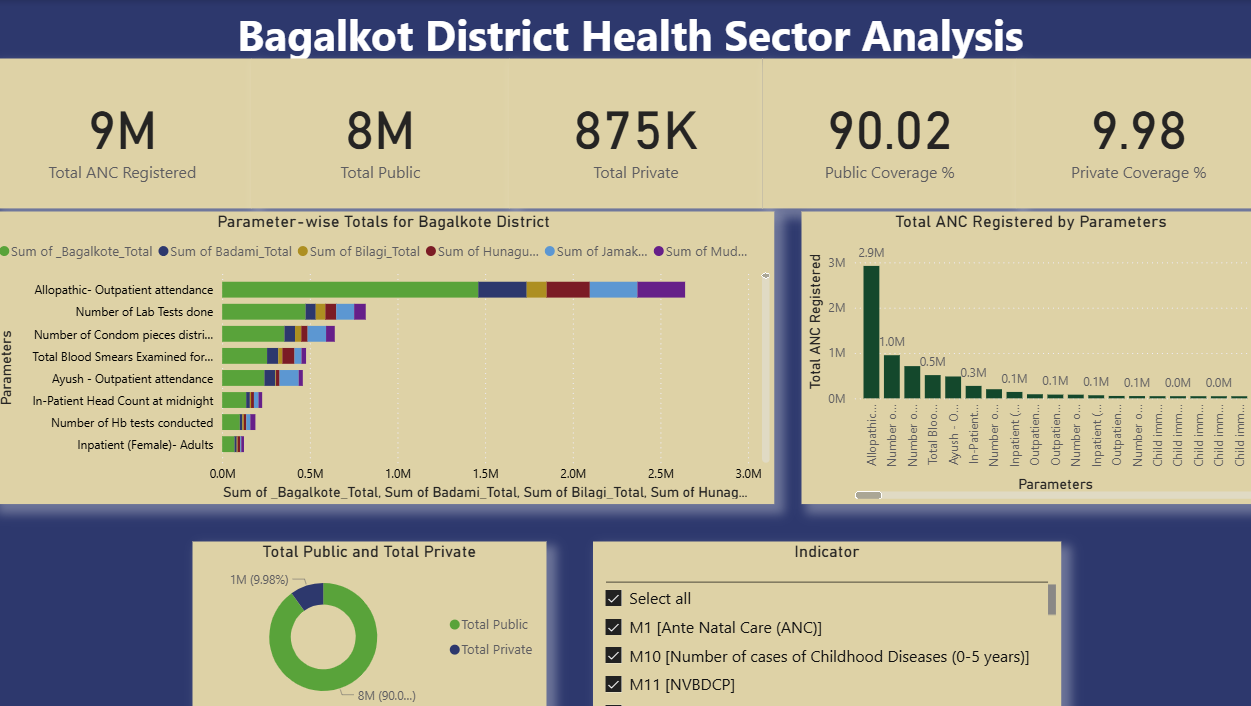 Bagalkot District Health Sector Analysis
9M
Total ANC Registered
8M
Total Public
875K
Total Private
90.02
Public Coverage %
9.98
Private Coverage %
Parameter-wise Totals for Bagalkote District
Sum of _Bagalkote_Total
Sum of Badami_Total
Sum of Bilagi_Total
Sum of Hunagu...
Sum of Jamak...
Sum of Mud...
Parameters
Allopathic- Outpatient attendance
Number of Lab Tests done
Number of Condom pieces distri...
Total Blood Smears Examined for...
Ayush - Outpatient attendance
In-Patient Head Count at midnight
Number of Hb tests conducted
Inpatient (Female)- Adults
0.0M
0.5M
1.0M
1.5M
2.0M
2.5M
3.0M
Sum of _Bagalkote_Total, Sum of Badami_Total, Sum of Bilagi_Total, Sum of Hunag...
Total ANC Registered by Parameters
Total ANC Registered
3M
2M
1M
0M
2.9M
1.0M
0.5M
0.3M
0.1M
0.1M
0.1M
0.1M
0.0M
0.0M
Allopathic...
Number o...
Number o...
Total Bloo...
Ayush - O...
In-Patient...
Number o...
Inpatient (...
Outpatien...
Outpatien...
Number o...
Inpatient (...
Outpatien...
Number o...
Child imm...
Child imm...
Child imm...
Child imm...
Child imm...
Parameters
Total Public and Total Private
1M (9.98%)
8M (90.0...)
Total Public
Total Private
Indicator
Select all
M1 [Ante Natal Care (ANC)]
M10 [Number of cases of Childhood Diseases (0-5 years)]
M11 [NVBDCP]